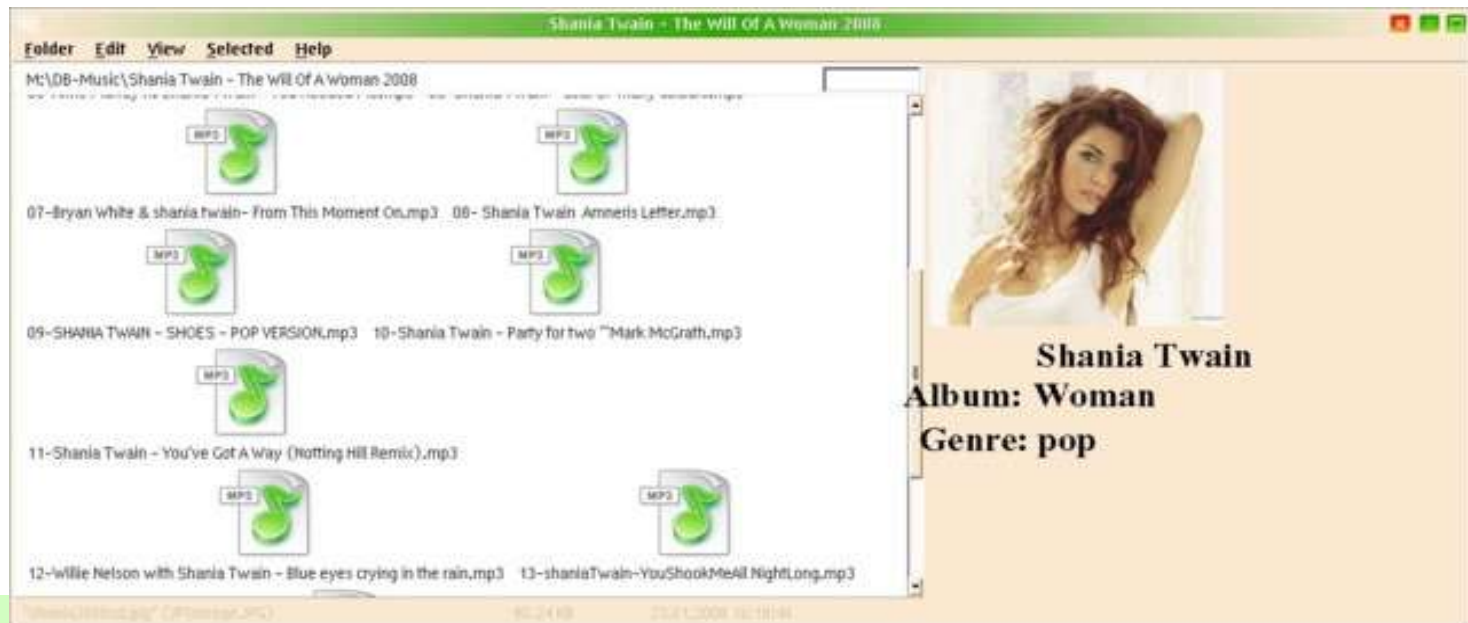 Shania Twain - The Will Of A Woman 2008
Folder Edit View Selected Help
M:\DB-Music\Shania Twain - The Will Of A Woman 2008
MP3 MP3
07-Bryan White & shania twain- From This Moment On.mp3 08- Shania Twain Amneris Letter.mp3
MP3 MP3
09-SHANIA TWAIN - SHOES - POP VERSION.mp3 10-Shania Twain - Party for two ~Mark McGrath.mp3
MP3
11-Shania Twain - You've Got A Way (Notting Hill Remix).mp3
MP3 MP3
12-Willie Nelson with Shania Twain - Blue eyes crying in the rain.mp3 13-shaniaTwain-YouShookMeAll NightLong.mp3
Shania Twain
Album: Woman
Genre: pop